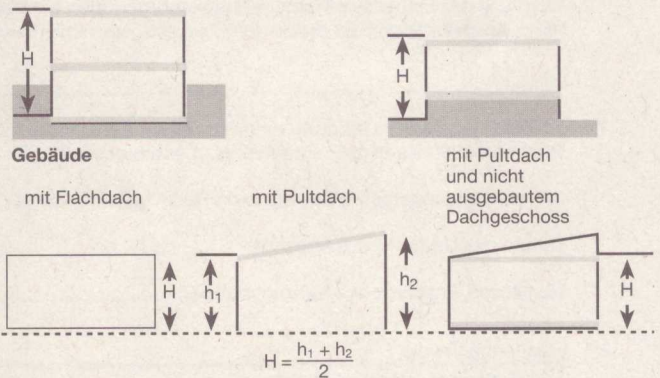 H
H
Gebäude
mit Flachdach
mit Pultdach
mit Pultdach
und nicht
ausgebautem
Dachgeschoss
H
h₁
h₂
H
H = (h₁ + h₂) / 2